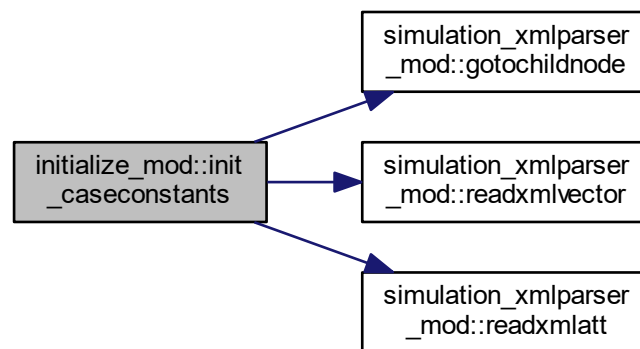 simulation_xmlparser
_mod::gotochildnode
initialize_mod::init
_caseconstants
simulation_xmlparser
_mod::readxmlvector
simulation_xmlparser
_mod::readxmlatt